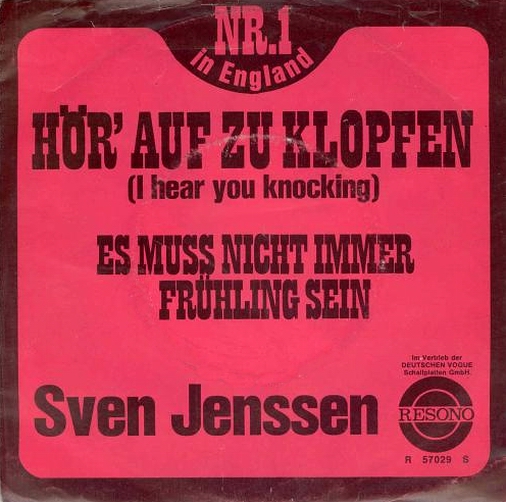 NR.1
in England
HÖR' AUF ZU KLOPFEN
(I hear you knocking)
ES MUSS NICHT IMMER
FRÜHLING SEIN
Im Vertrieb der
DEUTSCHEN VOGUE
Schallplatten GmbH.
Sven Jenssen
RESONO
R 57029 S